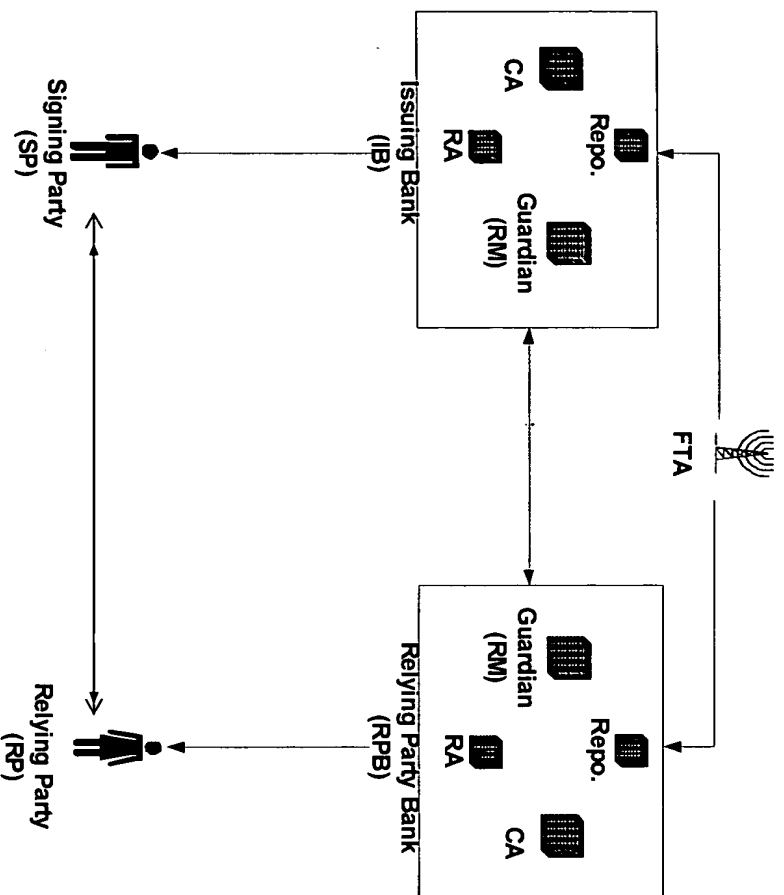 FTA
Repo.
CA
Guardian
(RM)
RA
Issuing Bank
(IB)
Repo.
Guardian
(RM)
CA
RA
Relying Party Bank
(RPB)
Signing Party
(SP)
Relying Party
(RP)